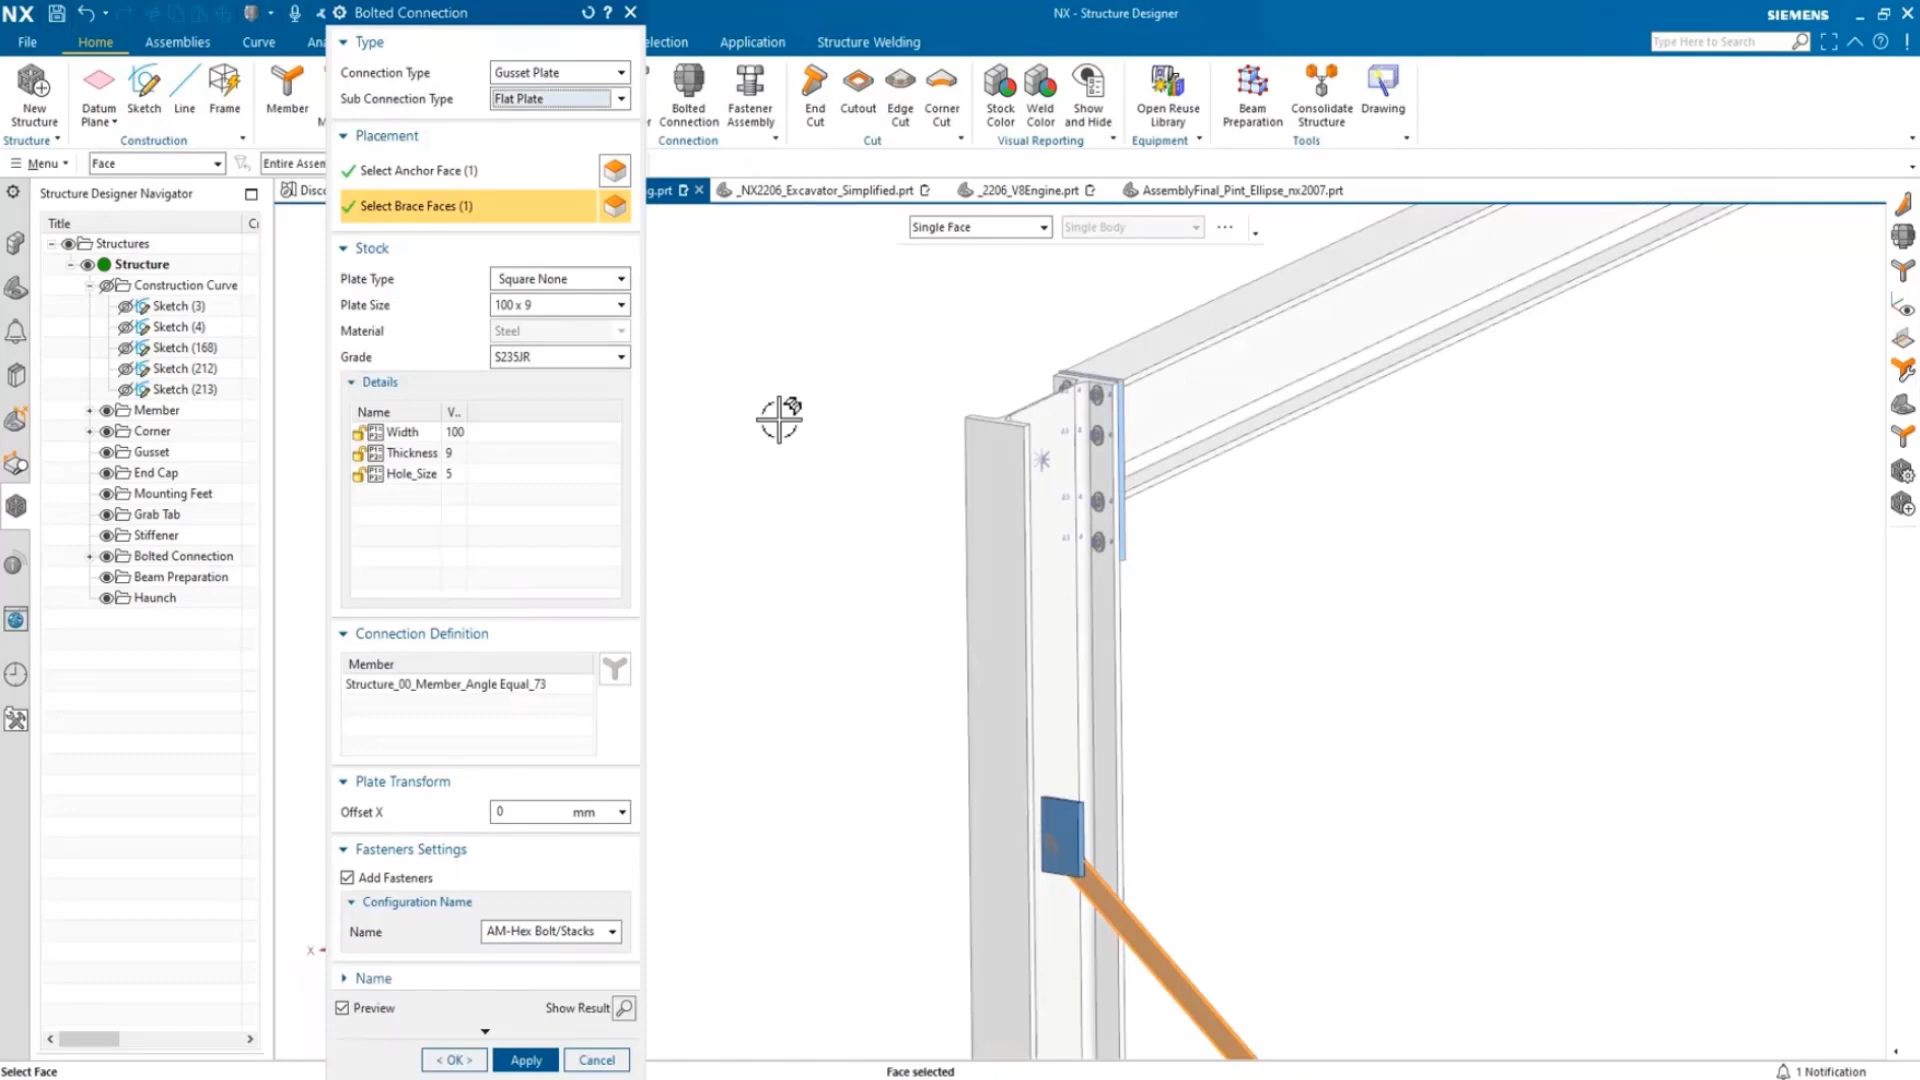 NX
Bolted Connection
NX - Structure Designer
SIEMENS
File
Home
Assemblies
Curve
election
Application
Structure Welding
Type Here to Search
New Structure
Datum Plane
Sketch
Line
Frame
Member
Bolted Connection
Fastener Assembly
End Cut
Cutout
Edge Cut
Corner Cut
Stock Color
Weld Color
Show and Hide
Open Reuse Library
Beam Preparation
Consolidate Structure
Drawing
Structure
Construction
Connection
Cut
Visual Reporting
Equipment
Tools
Menu
Face
Entire Assem
Structure Designer Navigator
Disc
g.prt
_NX2206_Excavator_Simplified.prt
_2206_V8Engine.prt
AssemblyFinal_Pint_Ellipse_nx2007.prt
Single Face
Single Body
Title
Structures
Structure
Construction Curve
Sketch (3)
Sketch (4)
Sketch (168)
Sketch (212)
Sketch (213)
Member
Corner
Gusset
End Cap
Mounting Feet
Grab Tab
Stiffener
Bolted Connection
Beam Preparation
Haunch
Type
Connection Type Gusset Plate
Sub Connection Type Flat Plate
Placement
Select Anchor Face (1)
Select Brace Faces (1)
Stock
Plate Type Square None
Plate Size 100 x 9
Material Steel
Grade S235JR
Details
Name V..
Width 100
Thickness 9
Hole_Size 5
Connection Definition
Member
Structure_00_Member_Angle Equal_73
Plate Transform
Offset X 0 mm
Fasteners Settings
Add Fasteners
Configuration Name
Name AM-Hex Bolt/Stacks
Name
Preview Show Result
< OK > Apply Cancel
X
Select Face
Face selected
1 Notification